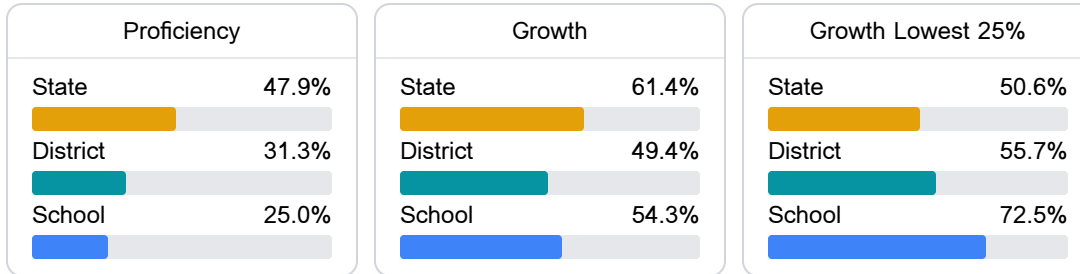 Proficiency
State 47.9%
District 31.3%
School 25.0%
Growth
State 61.4%
District 49.4%
School 54.3%
Growth Lowest 25%
State 50.6%
District 55.7%
School 72.5%